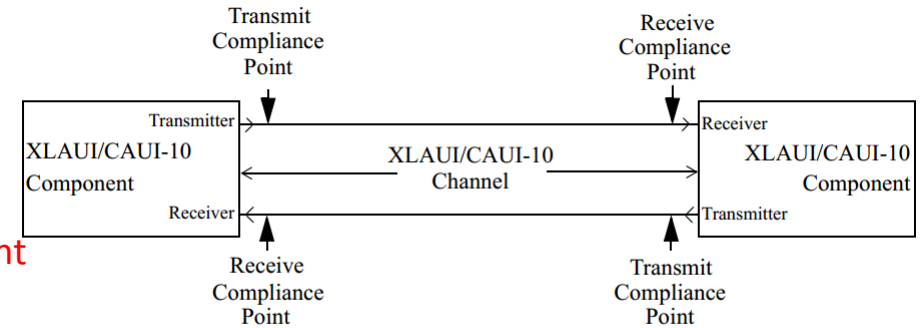 Transmit
Compliance
Point
Receive
Compliance
Point
Transmitter
Receiver
XLAUI/CAUI-10
Component
XLAUI/CAUI-10
Channel
XLAUI/CAUI-10
Component
Receiver
Transmitter
nt
Receive
Compliance
Point
Transmit
Compliance
Point